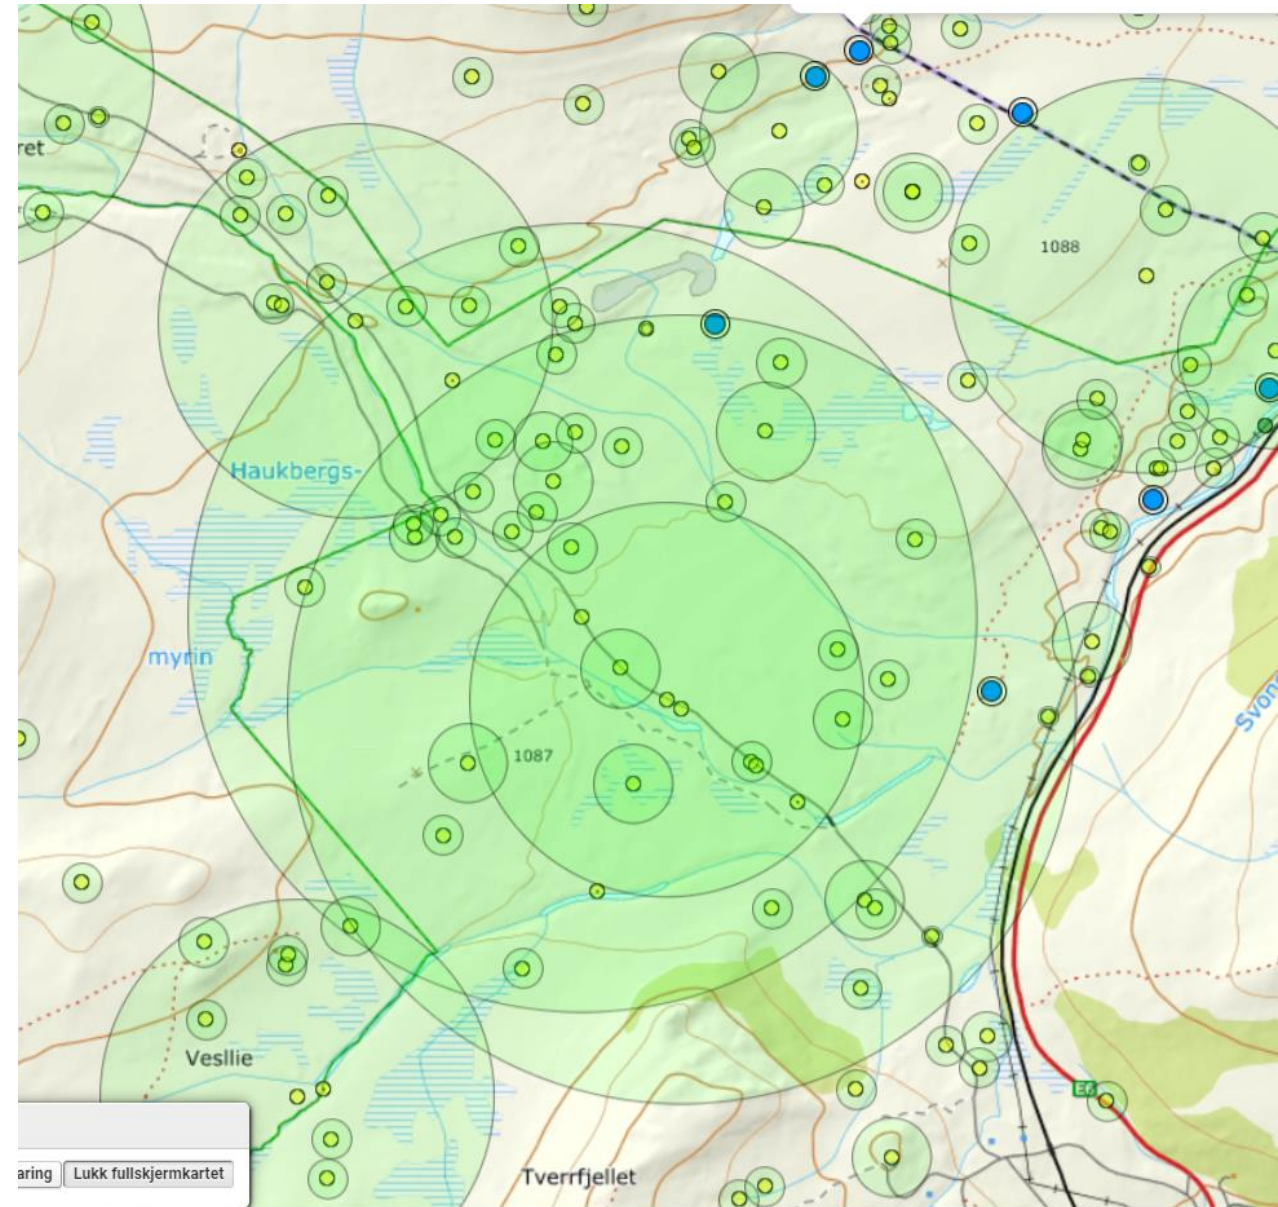 ret
1088
Haukbergs-
myrin
1087
Svon
Vesllie
E6
aring
Lukk fullskjermkartet
Tverrfjellet